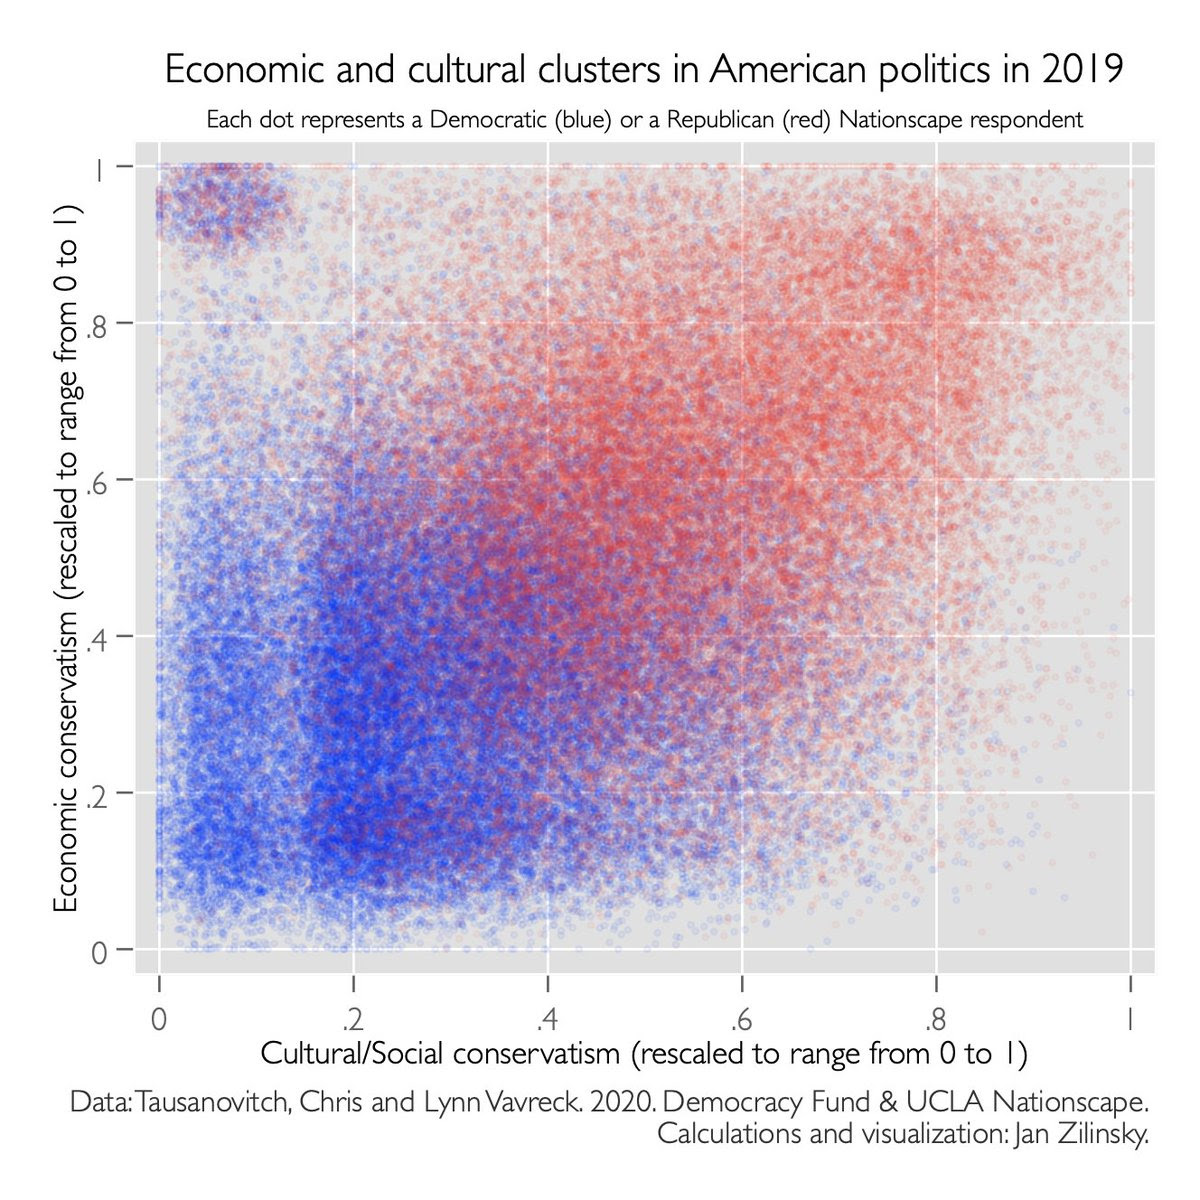 Economic and cultural clusters in American politics in 2019
Each dot represents a Democratic (blue) or a Republican (red) Nationscape respondent
Economic conservatism (rescaled to range from 0 to 1)
1
.8
.6
.4
.2
0
0 .2 .4 .6 .8 1
Cultural/Social conservatism (rescaled to range from 0 to 1)
Data: Tausanovitch, Chris and Lynn Vavreck. 2020. Democracy Fund & UCLA Nationscape.
Calculations and visualization: Jan Zilinsky.